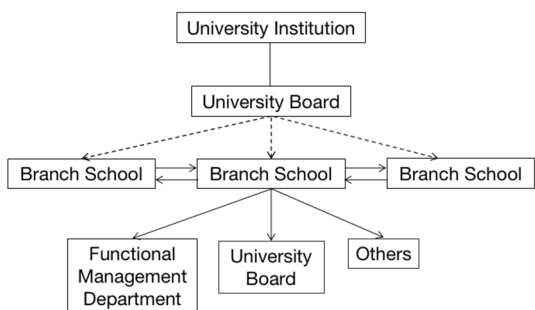 University Institution
University Board
Branch School
Branch School
Branch School
Functional
Management
Department
University
Board
Others